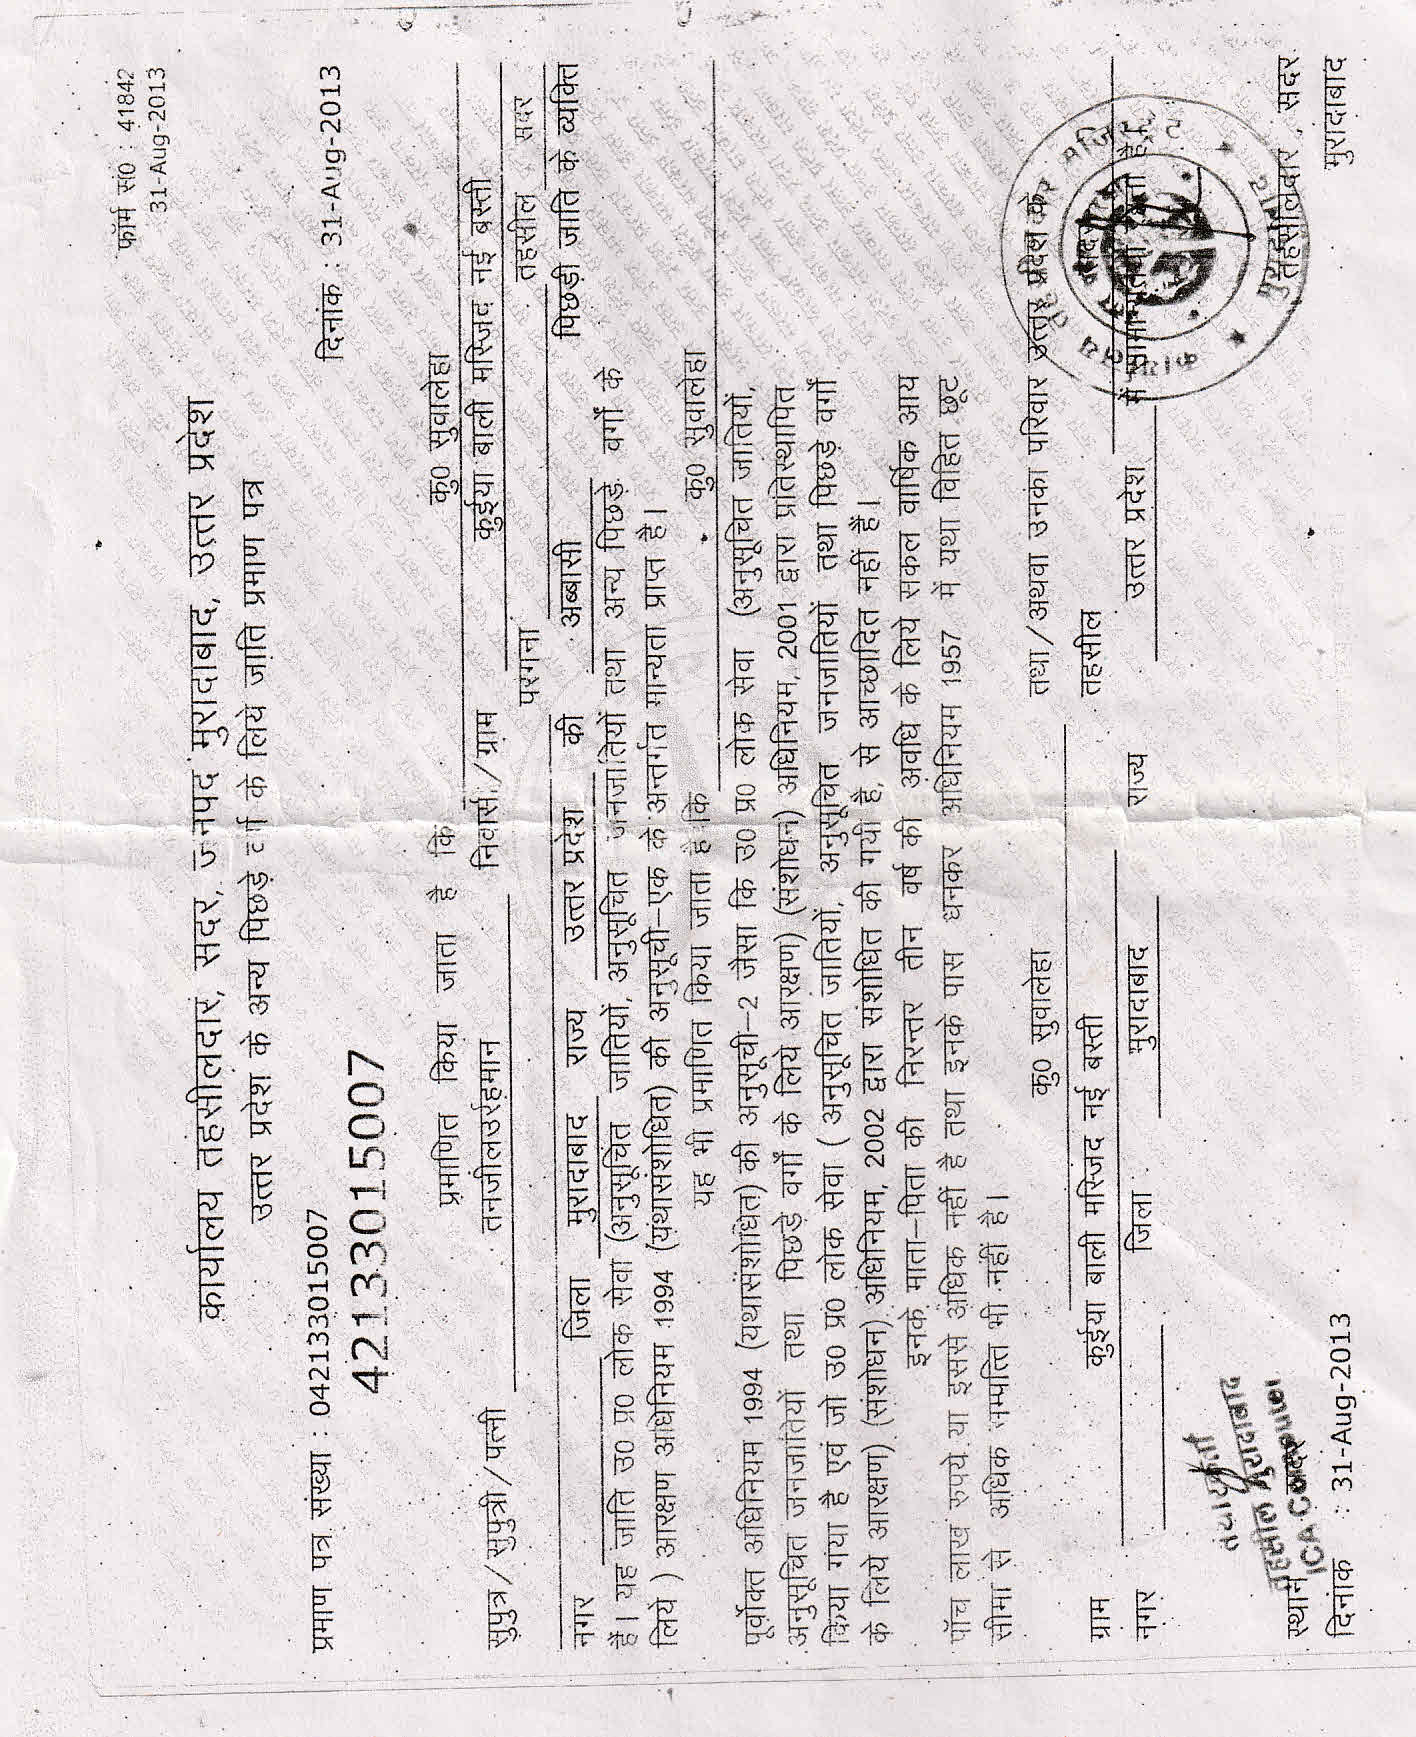 फॉर्म सं0 : 41842
31-Aug-2013
कार्यालय तहसीलदार, सदर, जनपद मुरादाबाद, उत्तर प्रदेश
उत्तर प्रदेश के अन्य पिछड़े वर्ग के लिये जाति प्रमाण पत्र
प्रमाण पत्र संख्या : 042133015007 दिनांक : 31-Aug-2013
42133015007
प्रमाणित किया जाता है कि कु0 सुवालेहा
सुपुत्र/सुपुत्री/पत्नी तनजीलउर्रहमान निवासी/ग्राम कुईया बाली मस्जिद नई बस्ती
परगना तहसील सदर
नगर जिला मुरादाबाद राज्य उत्तर प्रदेश की अब्बासी पिछड़ी जाति के व्यक्ति
है। यह जाति उ0 प्र0 लोक सेवा (अनुसूचित जातियों, अनुसूचित जनजातियों तथा अन्य पिछड़े वर्गों के
लिये ) आरक्षण अधिनियम 1994 (यथासंशोधित) की अनुसूची–एक के अन्तर्गत मान्यता प्राप्त है।
यह भी प्रमाणित किया जाता है कि कु0 सुवालेहा
पूर्वोक्त अधिनियम 1994 (यथासंशोधित) की अनुसूची–2 जैसा कि उ0 प्र0 लोक सेवा (अनुसूचित जातियों,
अनुसूचित जनजातियों तथा पिछड़े वर्गों के लिये आरक्षण) (संशोधन) अधिनियम, 2001 द्वारा प्रतिस्थापित
किया गया है एवं जो उ0 प्र0 लोक सेवा ( अनुसूचित जातियों, अनुसूचित जनजातियों तथा पिछड़े वर्गों
के लिये आरक्षण) (संशोधन) अधिनियम, 2002 द्वारा संशोधित की गयी है, से आच्छादित नहीं हैं।
इनके माता–पिता की निरन्तर तीन वर्ष की अवधि के लिये सकल वार्षिक आय
पाँच लाख रुपये या इससे अधिक नहीं है तथा इनके पास धनकर अधिनियम 1957 में यथा विहित छूट
सीमा से अधिक सम्पत्ति भी नहीं है।
कु0 सुवालेहा तथा/अथवा उनका परिवार उत्तर प्रदेश के
ग्राम कुईया बाली मस्जिद नई बस्ती तहसील
नगर जिला मुरादाबाद राज्य उत्तर प्रदेश में सामान्यतया रहता है।
तहसील मुरादाबाद
स्थान
दिनांक : 31-Aug-2013
तहसीलदार, सदर
मुरादाबाद